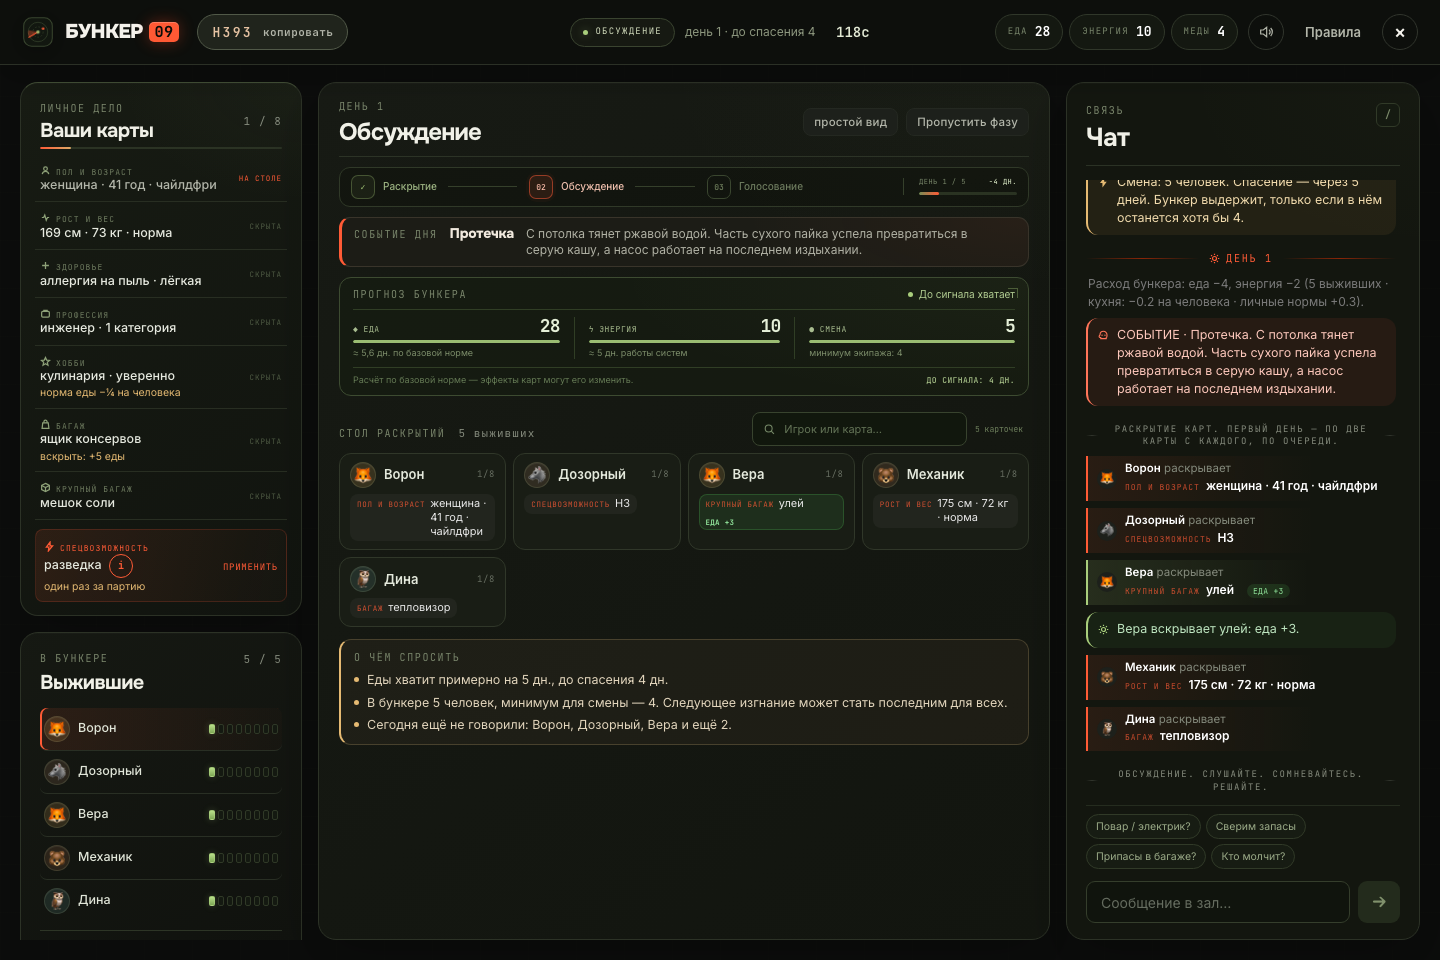 БУНКЕР 09
H393 копировать
ОБСУЖДЕНИЕ
день 1 · до спасения 4
118с
ЕДА 28
ЭНЕРГИЯ 10
МЕДЫ 4
Правила
ЛИЧНОЕ ДЕЛО
Ваши карты
1 / 8
ПОЛ И ВОЗРАСТ
женщина · 41 год · чайлдфри
НА СТОЛЕ
РОСТ И ВЕС
169 см · 73 кг · норма
СКРЫТА
ЗДОРОВЬЕ
аллергия на пыль · лёгкая
СКРЫТА
ПРОФЕССИЯ
инженер · 1 категория
СКРЫТА
ХОББИ
кулинария · уверенно
норма еды −¼ на человека
СКРЫТА
БАГАЖ
ящик консервов
вскрыть: +5 еды
СКРЫТА
КРУПНЫЙ БАГАЖ
мешок соли
СКРЫТА
СПЕЦВОЗМОЖНОСТЬ
разведка i
ПРИМЕНИТЬ
один раз за партию
В БУНКЕРЕ
Выжившие
5 / 5
Ворон
Дозорный
Вера
Механик
Дина
ДЕНЬ 1
Обсуждение
простой вид
Пропустить фазу
✓ Раскрытие
02 Обсуждение
03 Голосование
ДЕНЬ 1 / 5
−4 ДН.
СОБЫТИЕ ДНЯ
Протечка
С потолка тянет ржавой водой. Часть сухого пайка успела превратиться в
серую кашу, а насос работает на последнем издыхании.
ПРОГНОЗ БУНКЕРА
До сигнала хватает
ЕДА 28
≈ 5,6 дн. по базовой норме
ЭНЕРГИЯ 10
≈ 5 дн. работы систем
СМЕНА 5
минимум экипажа: 4
Расчёт по базовой норме — эффекты карт могут его изменить.
ДО СИГНАЛА: 4 ДН.
СТОЛ РАСКРЫТИЙ 5 выживших
Игрок или карта...
5 карточек
Ворон 1/8
ПОЛ И ВОЗРАСТ женщина ·
41 год ·
чайлдфри
Дозорный 1/8
СПЕЦВОЗМОЖНОСТЬ НЗ
Вера 1/8
КРУПНЫЙ БАГАЖ улей
ЕДА +3
Механик 1/8
РОСТ И ВЕС 175 см · 72 кг
· норма
Дина 1/8
БАГАЖ тепловизор
О ЧЁМ СПРОСИТЬ
Еды хватит примерно на 5 дн., до спасения 4 дн.
В бункере 5 человек, минимум для смены — 4. Следующее изгнание может стать последним для всех.
Сегодня ещё не говорили: Ворон, Дозорный, Вера и ещё 2.
СВЯЗЬ
Чат
/
Смена: 5 человек. Спасение — через 5
дней. Бункер выдержит, только если в нём
останется хотя бы 4.
ДЕНЬ 1
Расход бункера: еда −4, энергия −2 (5 выживших ·
кухня: −0.2 на человека · личные нормы +0.3).
СОБЫТИЕ · Протечка. С потолка тянет
ржавой водой. Часть сухого пайка успела
превратиться в серую кашу, а насос
работает на последнем издыхании.
РАСКРЫТИЕ КАРТ. ПЕРВЫЙ ДЕНЬ — ПО ДВЕ
КАРТЫ С КАЖДОГО, ПО ОЧЕРЕДИ.
Ворон раскрывает
ПОЛ И ВОЗРАСТ женщина · 41 год · чайлдфри
Дозорный раскрывает
СПЕЦВОЗМОЖНОСТЬ НЗ
Вера раскрывает
КРУПНЫЙ БАГАЖ улей ЕДА +3
Вера вскрывает улей: еда +3.
Механик раскрывает
РОСТ И ВЕС 175 см · 72 кг · норма
Дина раскрывает
БАГАЖ тепловизор
ОБСУЖДЕНИЕ. СЛУШАЙТЕ. СОМНЕВАЙТЕСЬ.
РЕШАЙТЕ.
Повар / электрик?
Сверим запасы
Припасы в багаже?
Кто молчит?
Сообщение в зал...